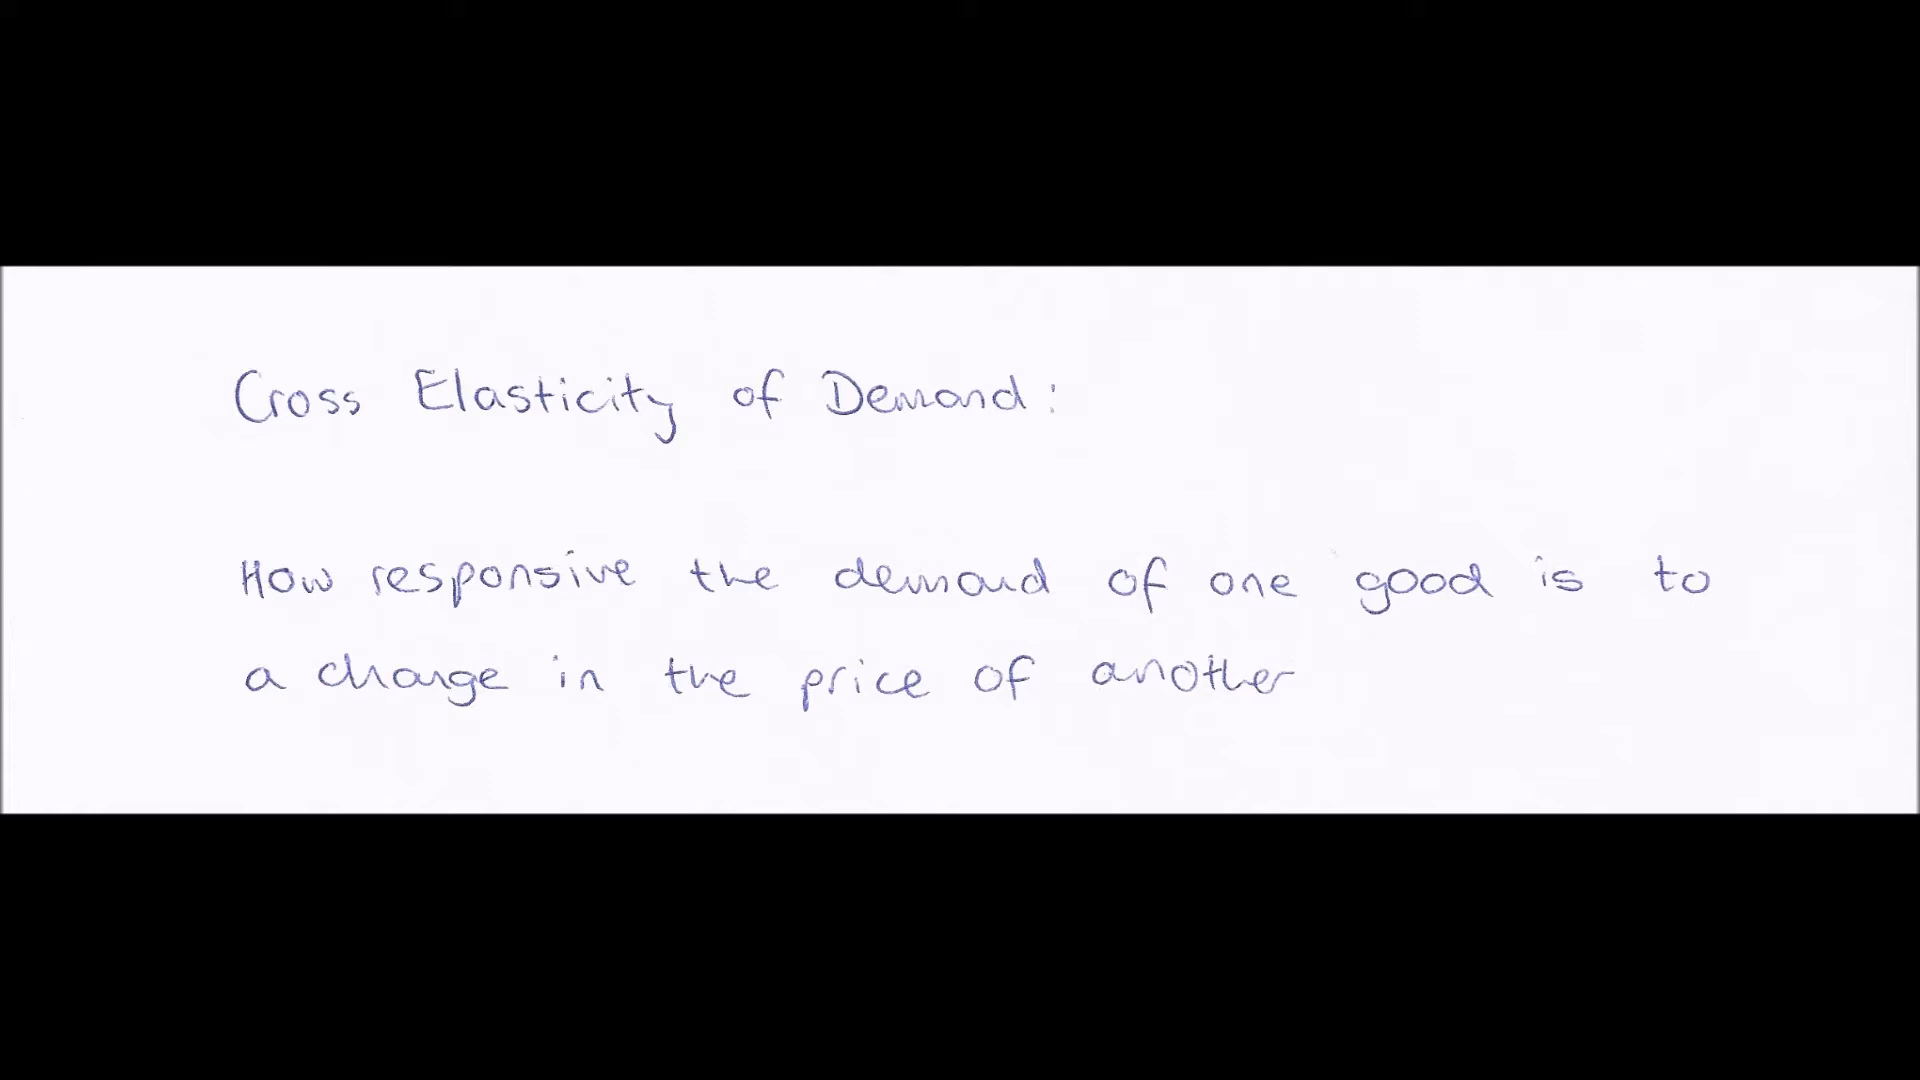 Cross Elasticity of Demand:
How responsive the demand of one good is to
a change in the price of another